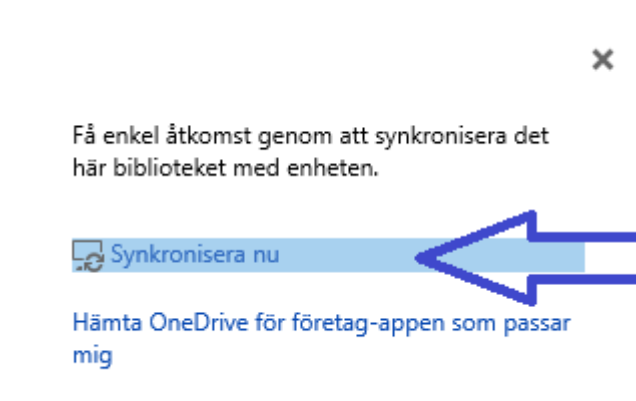 Få enkel åtkomst genom att synkronisera det
här biblioteket med enheten.
Synkronisera nu
Hämta OneDrive för företag-appen som passar
mig